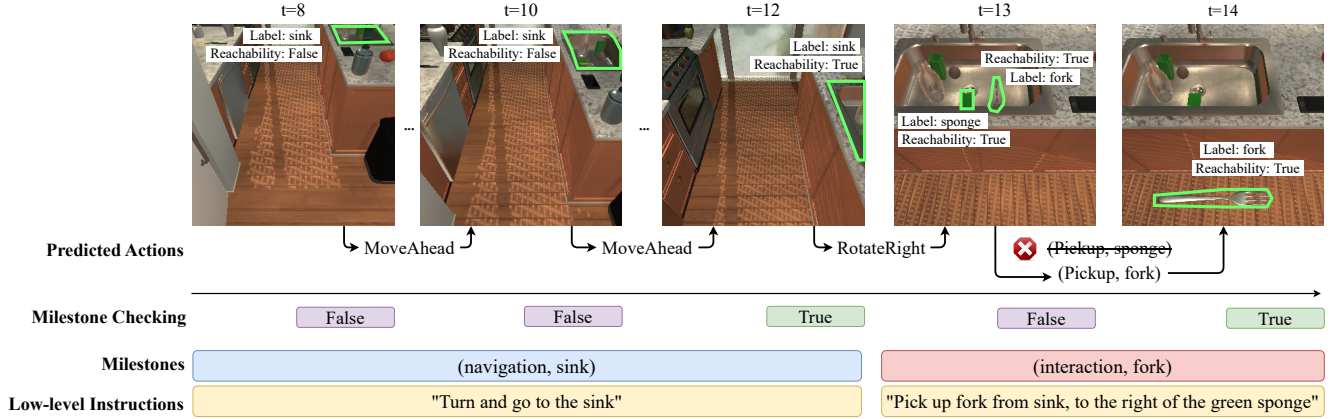 t=8
t=10
t=12
t=13
t=14
Label: sink
Reachability: False
Label: sink
Reachability: False
Label: sink
Reachability: True
Reachability: True
Label: fork
Label: sponge
Reachability: True
Label: fork
Reachability: True
...
...
Predicted Actions
MoveAhead
MoveAhead
RotateRight
(Pickup, sponge)
(Pickup, fork)
Milestone Checking
False
False
True
False
True
Milestones
(navigation, sink)
(interaction, fork)
Low-level Instructions
"Turn and go to the sink"
"Pick up fork from sink, to the right of the green sponge"